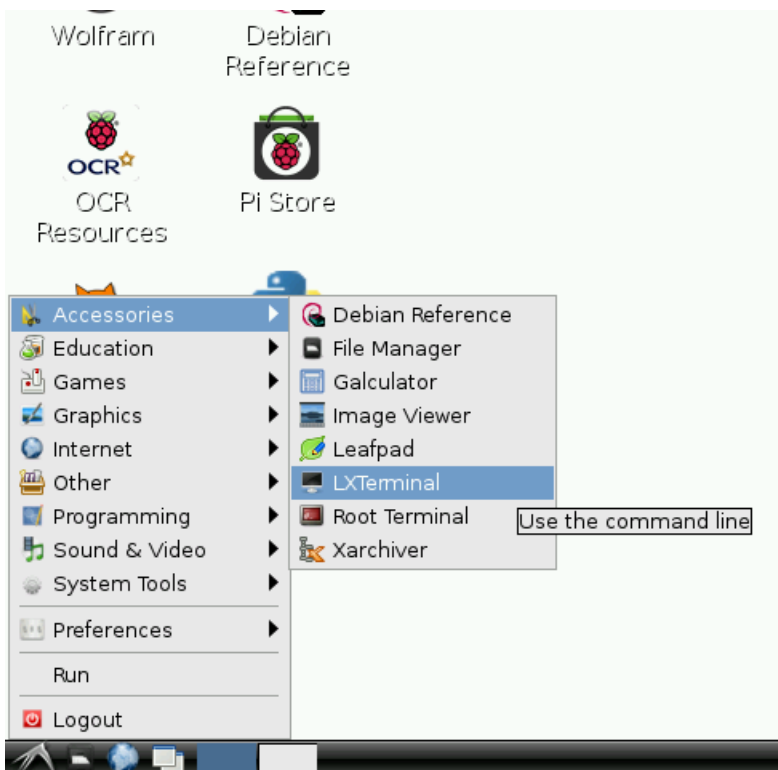 Wolfram
Debian
Reference
OCR
OCR
Resources
Pi Store
Accessories
Education
Games
Graphics
Internet
Other
Programming
Sound & Video
System Tools
Preferences
Run
Logout
Debian Reference
File Manager
Galculator
Image Viewer
Leafpad
LXTerminal
Root Terminal
Xarchiver
Use the command line